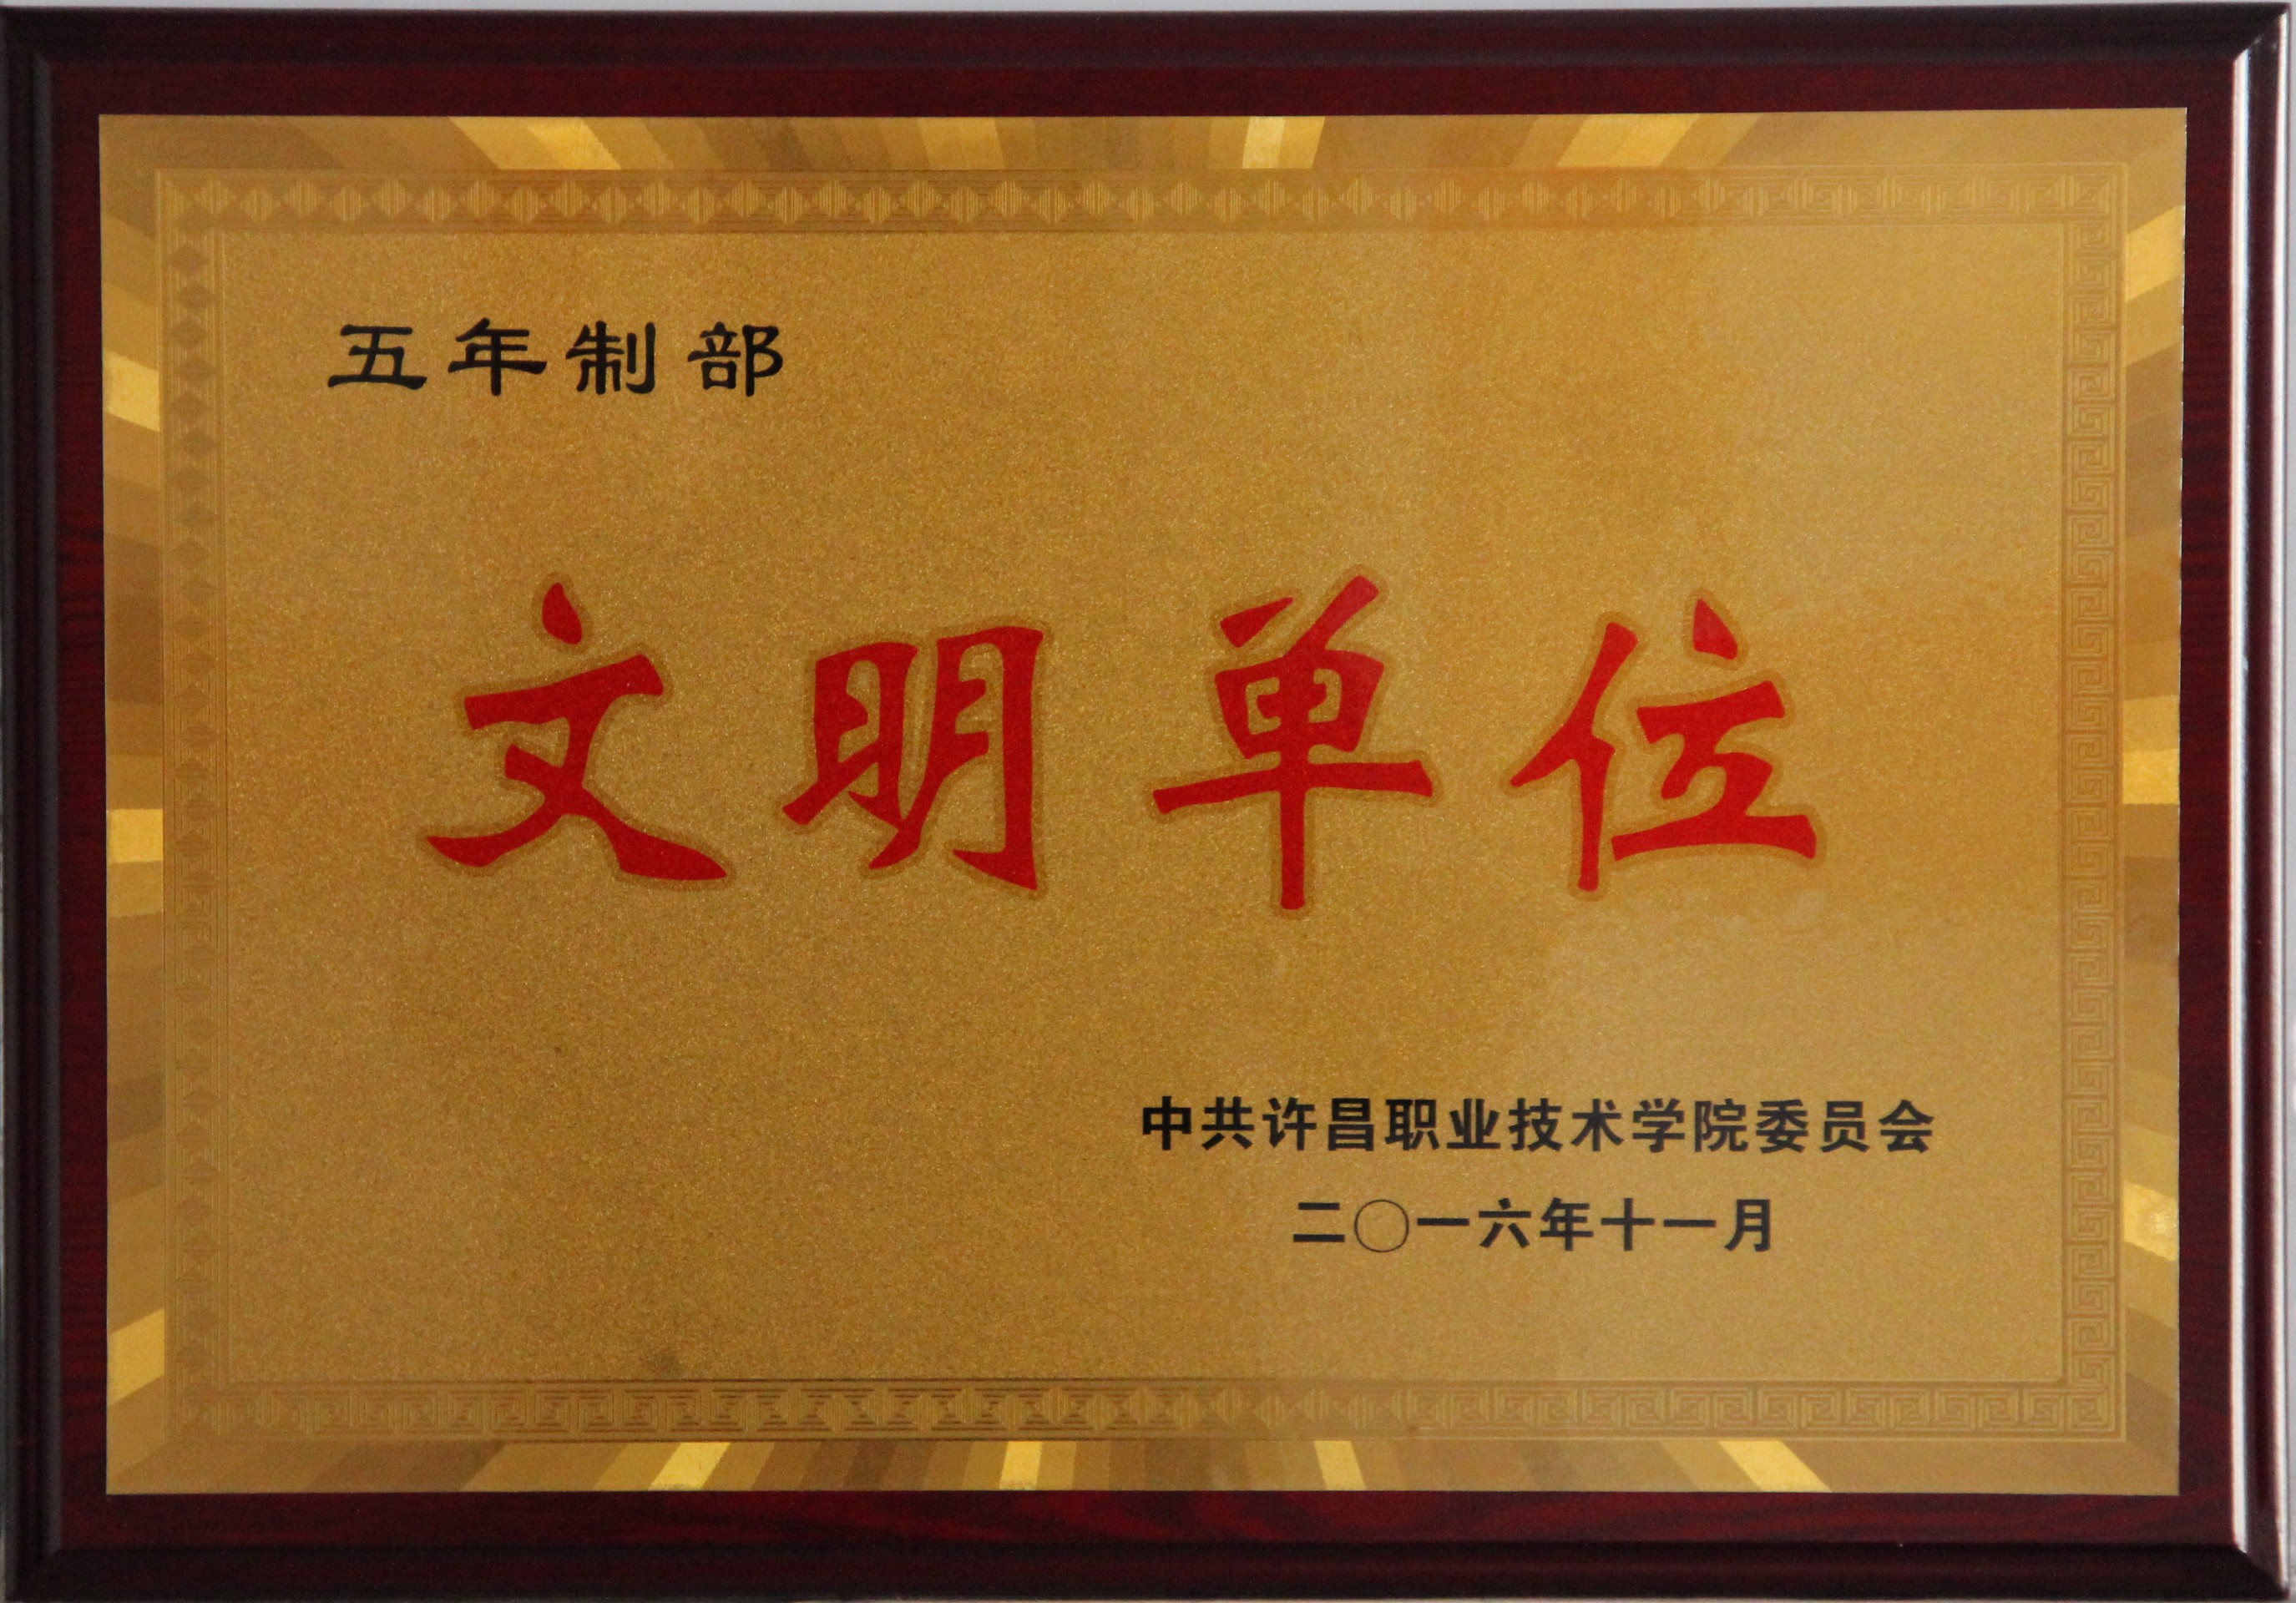 五年制部
文明单位
中共许昌职业技术学院委员会
二〇一六年十一月